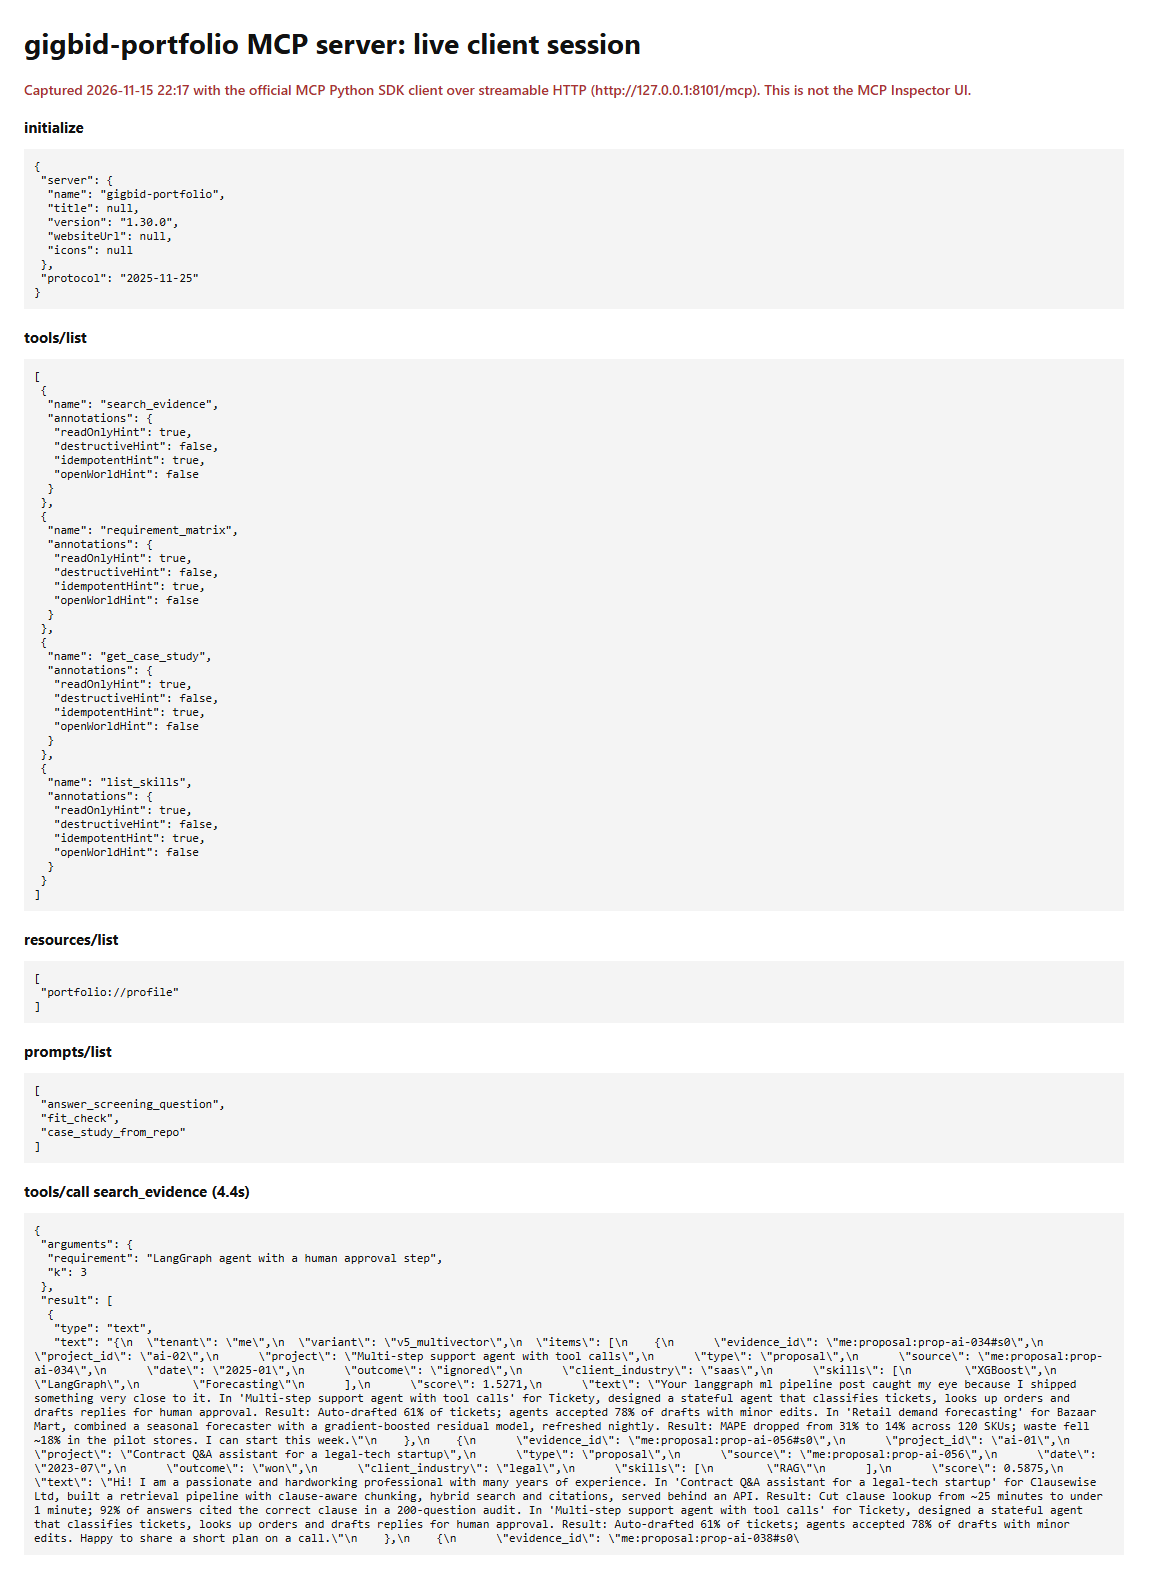 gigbid-portfolio MCP server: live client session
Captured 2026-11-15 22:17 with the official MCP Python SDK client over streamable HTTP (http://127.0.0.1:8101/mcp). This is not the MCP Inspector UI.
initialize
{
 "server": {
  "name": "gigbid-portfolio",
  "title": null,
  "version": "1.30.0",
  "websiteUrl": null,
  "icons": null
 },
 "protocol": "2025-11-25"
}
tools/list
[
 {
  "name": "search_evidence",
  "annotations": {
   "readOnlyHint": true,
   "destructiveHint": false,
   "idempotentHint": true,
   "openWorldHint": false
  }
 },
 {
  "name": "requirement_matrix",
  "annotations": {
   "readOnlyHint": true,
   "destructiveHint": false,
   "idempotentHint": true,
   "openWorldHint": false
  }
 },
 {
  "name": "get_case_study",
  "annotations": {
   "readOnlyHint": true,
   "destructiveHint": false,
   "idempotentHint": true,
   "openWorldHint": false
  }
 },
 {
  "name": "list_skills",
  "annotations": {
   "readOnlyHint": true,
   "destructiveHint": false,
   "idempotentHint": true,
   "openWorldHint": false
  }
 }
]
resources/list
[
 "portfolio://profile"
]
prompts/list
[
 "answer_screening_question",
 "fit_check",
 "case_study_from_repo"
]
tools/call search_evidence (4.4s)
{
 "arguments": {
  "requirement": "LangGraph agent with a human approval step",
  "k": 3
 },
 "result": [
  {
   "type": "text",
   "text": "{\n  \"tenant\": \"me\",\n  \"variant\": \"v5_multivector\",\n  \"items\": [\n    {\n      \"evidence_id\": \"me:proposal:prop-ai-034#s0\",\n
\"project_id\": \"ai-02\",\n      \"project\": \"Multi-step support agent with tool calls\",\n      \"type\": \"proposal\",\n      \"source\": \"me:proposal:prop-
ai-034\",\n      \"date\": \"2025-01\",\n      \"outcome\": \"ignored\",\n      \"client_industry\": \"saas\",\n      \"skills\": [\n        \"XGBoost\",\n
\"LangGraph\",\n        \"Forecasting\"\n      ],\n      \"score\": 1.5271,\n      \"text\": \"Your langgraph ml pipeline post caught my eye because I shipped
something very close to it. In 'Multi-step support agent with tool calls' for Tickety, designed a stateful agent that classifies tickets, looks up orders and
drafts replies for human approval. Result: Auto-drafted 61% of tickets; agents accepted 78% of drafts with minor edits. In 'Retail demand forecasting' for Bazaar
Mart, combined a seasonal forecaster with a gradient-boosted residual model, refreshed nightly. Result: MAPE dropped from 31% to 14% across 120 SKUs; waste fell
~18% in the pilot stores. I can start this week.\"\n    },\n    {\n      \"evidence_id\": \"me:proposal:prop-ai-056#s0\",\n      \"project_id\": \"ai-01\",\n
\"project\": \"Contract Q&A assistant for a legal-tech startup\",\n      \"type\": \"proposal\",\n      \"source\": \"me:proposal:prop-ai-056\",\n      \"date\":
\"2023-07\",\n      \"outcome\": \"won\",\n      \"client_industry\": \"legal\",\n      \"skills\": [\n        \"RAG\"\n      ],\n      \"score\": 0.5875,\n
\"text\": \"Hi! I am a passionate and hardworking professional with many years of experience. In 'Contract Q&A assistant for a legal-tech startup' for Clausewise
Ltd, built a retrieval pipeline with clause-aware chunking, hybrid search and citations, served behind an API. Result: Cut clause lookup from ~25 minutes to under
1 minute; 92% of answers cited the correct clause in a 200-question audit. In 'Multi-step support agent with tool calls' for Tickety, designed a stateful agent
that classifies tickets, looks up orders and drafts replies for human approval. Result: Auto-drafted 61% of tickets; agents accepted 78% of drafts with minor
edits. Happy to share a short plan on a call.\"\n    },\n    {\n      \"evidence_id\": \"me:proposal:prop-ai-038#s0\